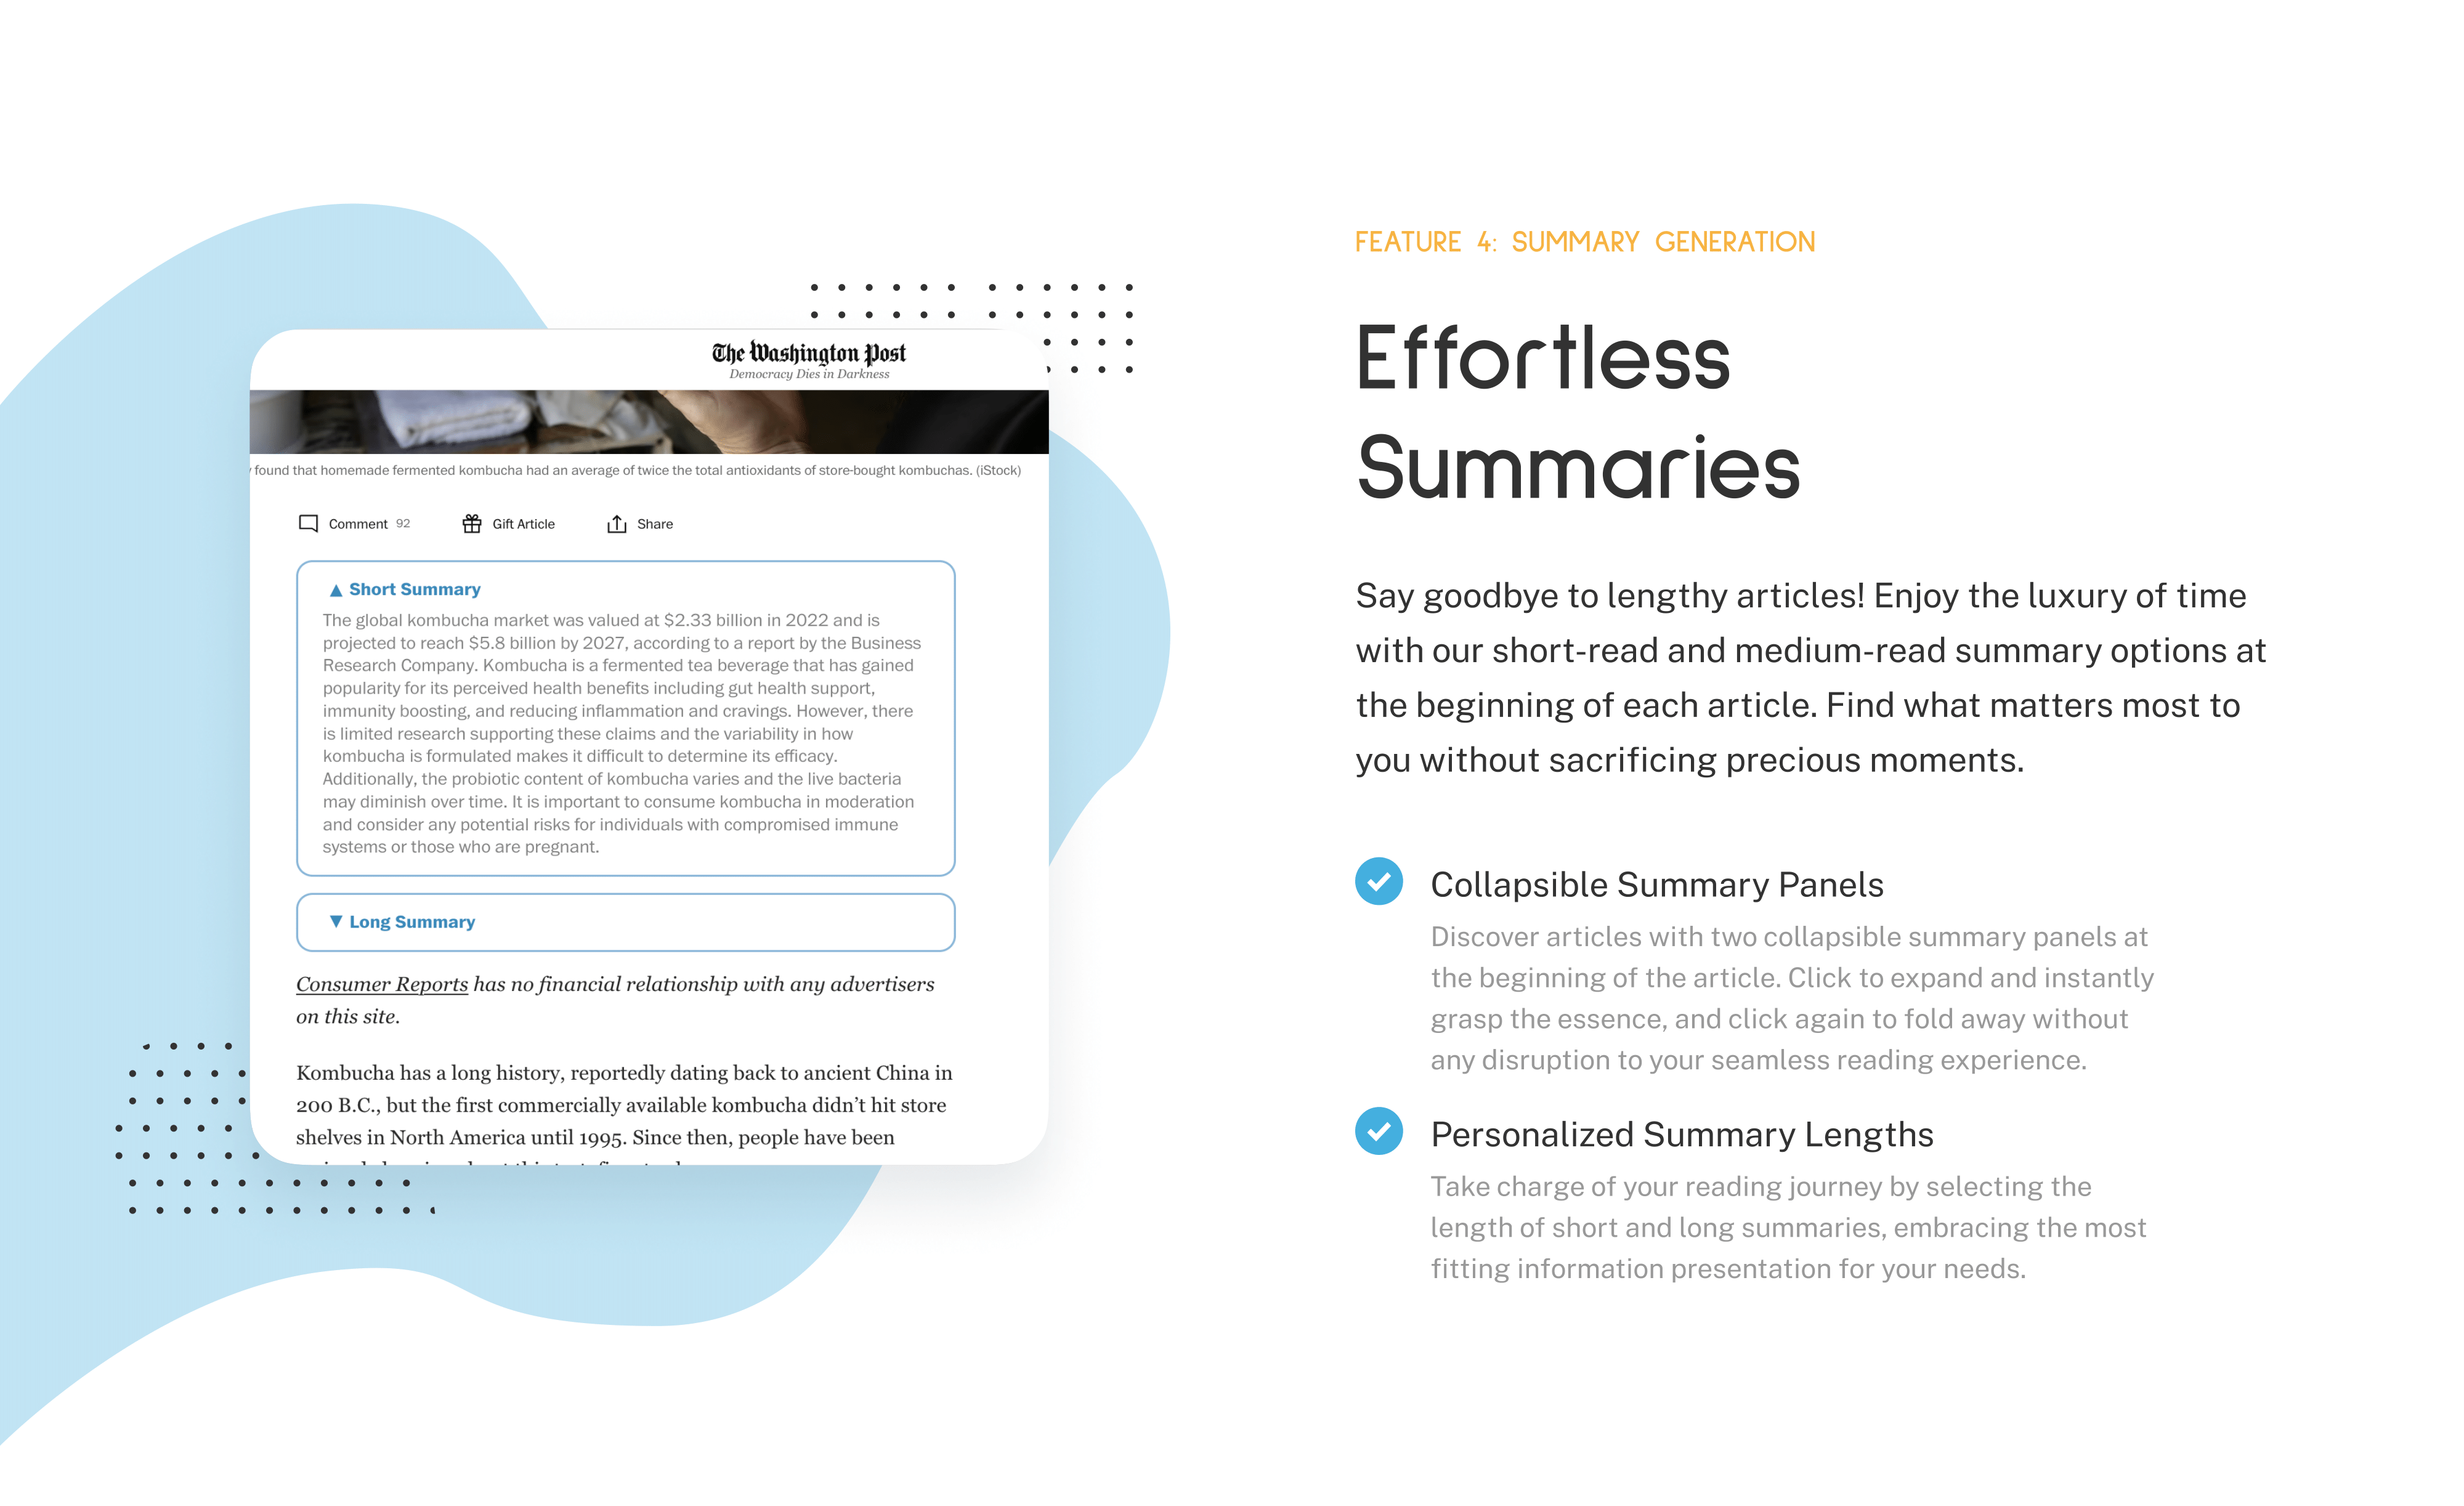 The Washington Post
Democracy Dies in Darkness
found that homemade fermented kombucha had an average of twice the total antioxidants of store-bought kombuchas. (iStock)
Comment 92 Gift Article Share
▲ Short Summary
The global kombucha market was valued at $2.33 billion in 2022 and is
projected to reach $5.8 billion by 2027, according to a report by the Business
Research Company. Kombucha is a fermented tea beverage that has gained
popularity for its perceived health benefits including gut health support,
immunity boosting, and reducing inflammation and cravings. However, there
is limited research supporting these claims and the variability in how
kombucha is formulated makes it difficult to determine its efficacy.
Additionally, the probiotic content of kombucha varies and the live bacteria
may diminish over time. It is important to consume kombucha in moderation
and consider any potential risks for individuals with compromised immune
systems or those who are pregnant.
▼ Long Summary
Consumer Reports has no financial relationship with any advertisers
on this site.
Kombucha has a long history, reportedly dating back to ancient China in
200 B.C., but the first commercially available kombucha didn’t hit store
shelves in North America until 1995. Since then, people have been
FEATURE 4: SUMMARY GENERATION
Effortless
Summaries
Say goodbye to lengthy articles! Enjoy the luxury of time
with our short-read and medium-read summary options at
the beginning of each article. Find what matters most to
you without sacrificing precious moments.
Collapsible Summary Panels
Discover articles with two collapsible summary panels at
the beginning of the article. Click to expand and instantly
grasp the essence, and click again to fold away without
any disruption to your seamless reading experience.
Personalized Summary Lengths
Take charge of your reading journey by selecting the
length of short and long summaries, embracing the most
fitting information presentation for your needs.